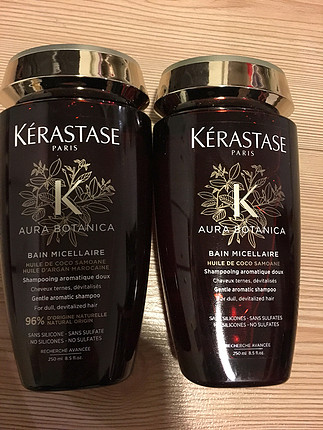 KÉRASTASE
PARIS
K
AURA BOTANICA
BAIN MICELLAIRE
HUILE DE COCO SAMOANE
HUILE D'ARGAN MAROCAINE
Shampooing aromatique doux
Cheveux ternes, dévitalisés
Gentle aromatic shampoo
For dull, devitalized hair
96% D'ORIGINE NATURELLE
NATURAL ORIGIN
SANS SILICONE - SANS SULFATE
NO SILICONES - NO SULFATES
RECHERCHE AVANCÉE
250 ml 8.5 fl.oz.
KÉRASTASE
PARIS
K
AURA BOTANICA
BAIN MICELLAIRE
HUILE DE COCO SAMOANE
Shampooing aromatique doux
Cheveux ternes, dévitalisés
Gentle aromatic shampoo
For dull, devitalized hair
SANS SILICONES - SANS SULFATES
NO SILICONES - NO SULFATES
RECHERCHE AVANCÉE
250 ml 8.5 fl.oz.